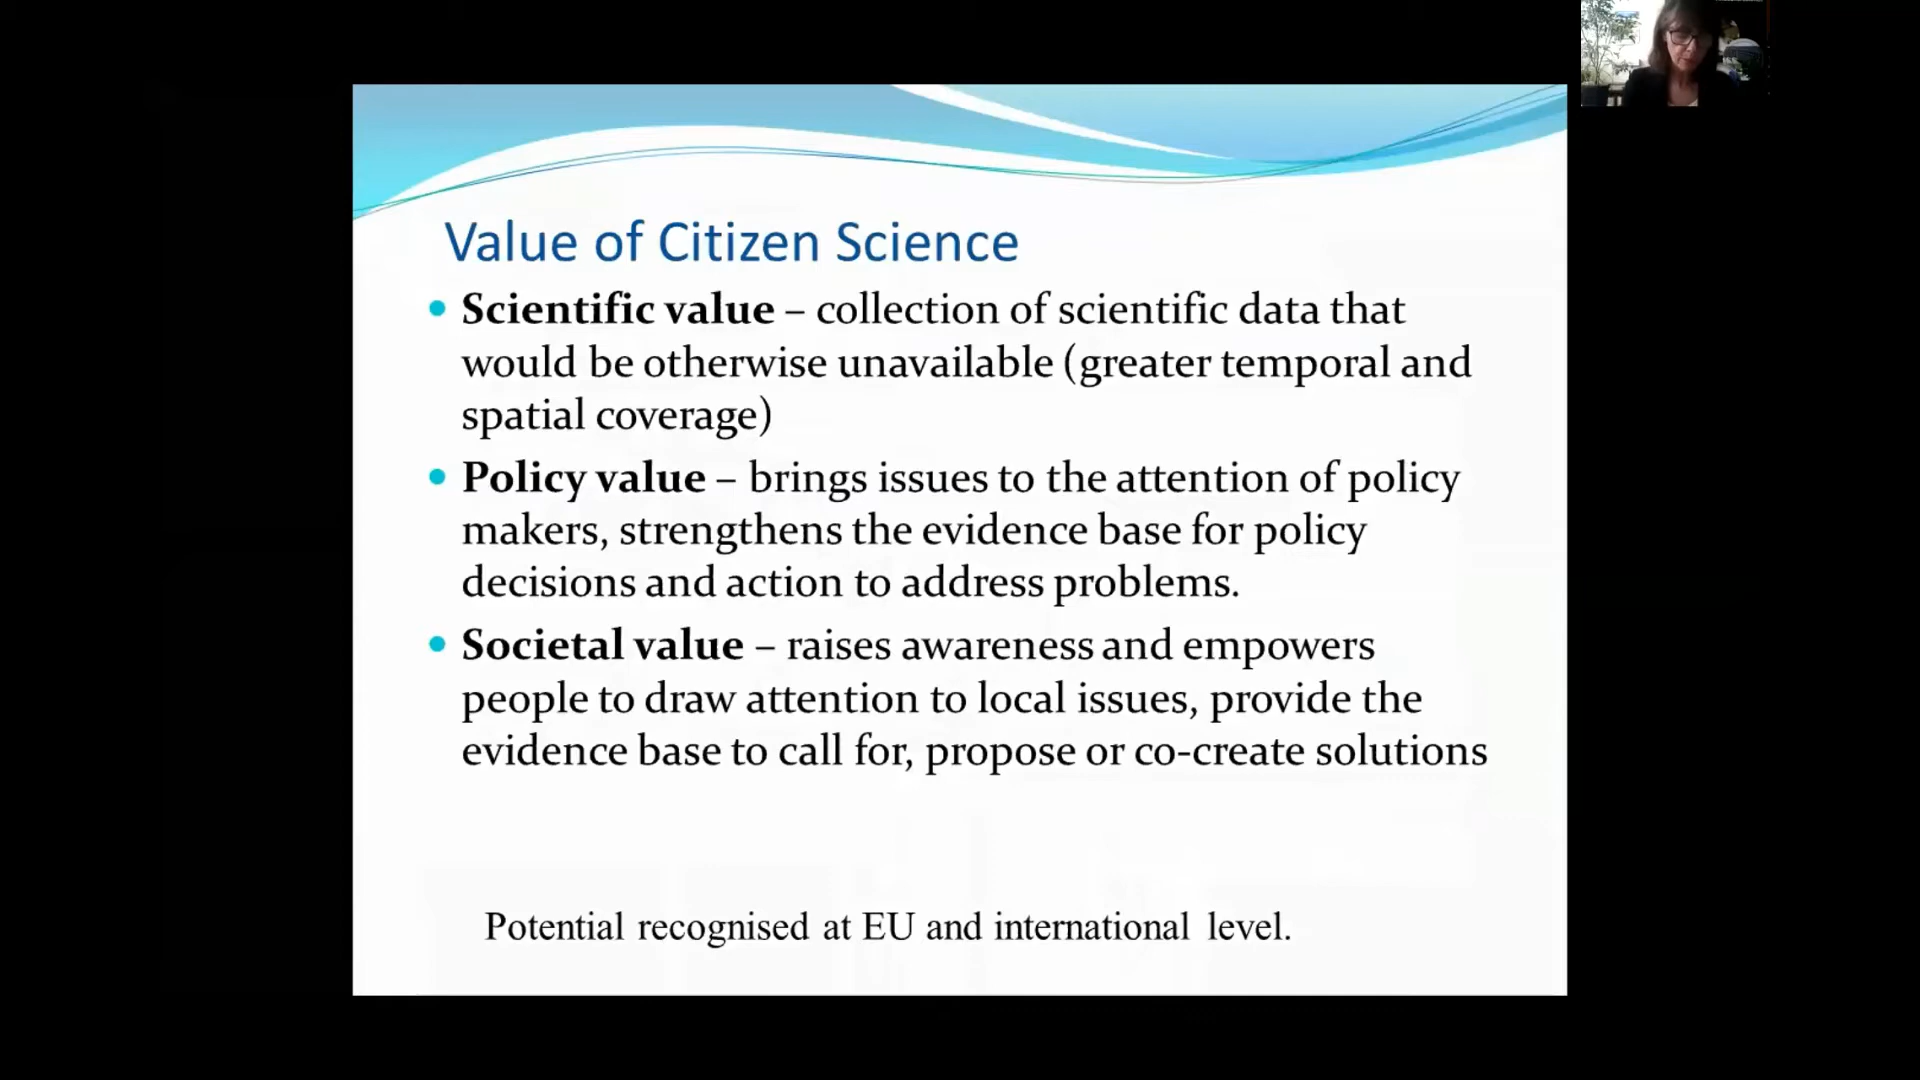 Value of Citizen Science
• Scientific value – collection of scientific data that
would be otherwise unavailable (greater temporal and
spatial coverage)
• Policy value – brings issues to the attention of policy
makers, strengthens the evidence base for policy
decisions and action to address problems.
• Societal value – raises awareness and empowers
people to draw attention to local issues, provide the
evidence base to call for, propose or co-create solutions
Potential recognised at EU and international level.